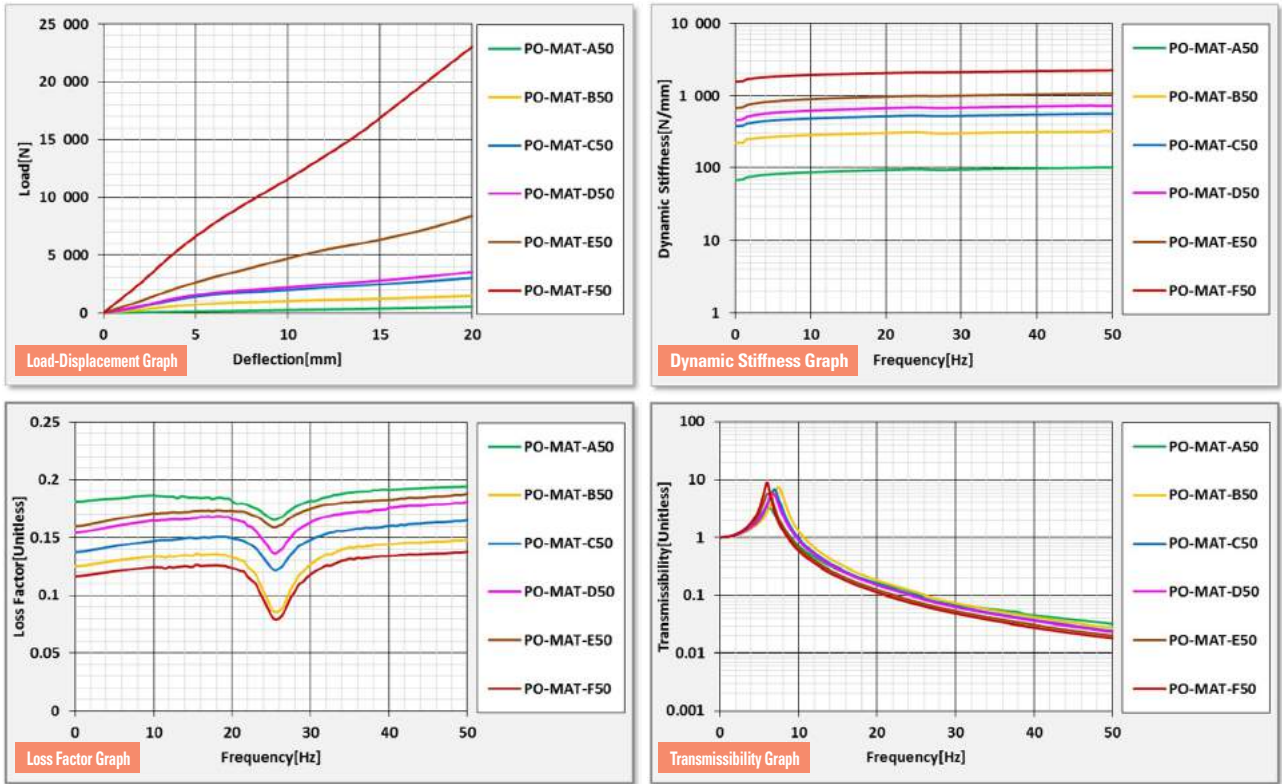 25 000
20 000
15 000
10 000
5 000
0
Load[N]
0 5 10 15 20
Deflection[mm]
Load-Displacement Graph
PO-MAT-A50
PO-MAT-B50
PO-MAT-C50
PO-MAT-D50
PO-MAT-E50
PO-MAT-F50
10 000
1 000
100
10
1
Dynamic Stiffness[N/mm]
0 10 20 30 40 50
Frequency[Hz]
Dynamic Stiffness Graph
PO-MAT-A50
PO-MAT-B50
PO-MAT-C50
PO-MAT-D50
PO-MAT-E50
PO-MAT-F50
0.25
0.2
0.15
0.1
0.05
0
Loss Factor[Unitless]
0 10 20 30 40 50
Frequency[Hz]
Loss Factor Graph
PO-MAT-A50
PO-MAT-B50
PO-MAT-C50
PO-MAT-D50
PO-MAT-E50
PO-MAT-F50
100
10
1
0.1
0.01
0.001
Transmissibility[Unitless]
0 10 20 30 40 50
Frequency[Hz]
Transmissibility Graph
PO-MAT-A50
PO-MAT-B50
PO-MAT-C50
PO-MAT-D50
PO-MAT-E50
PO-MAT-F50